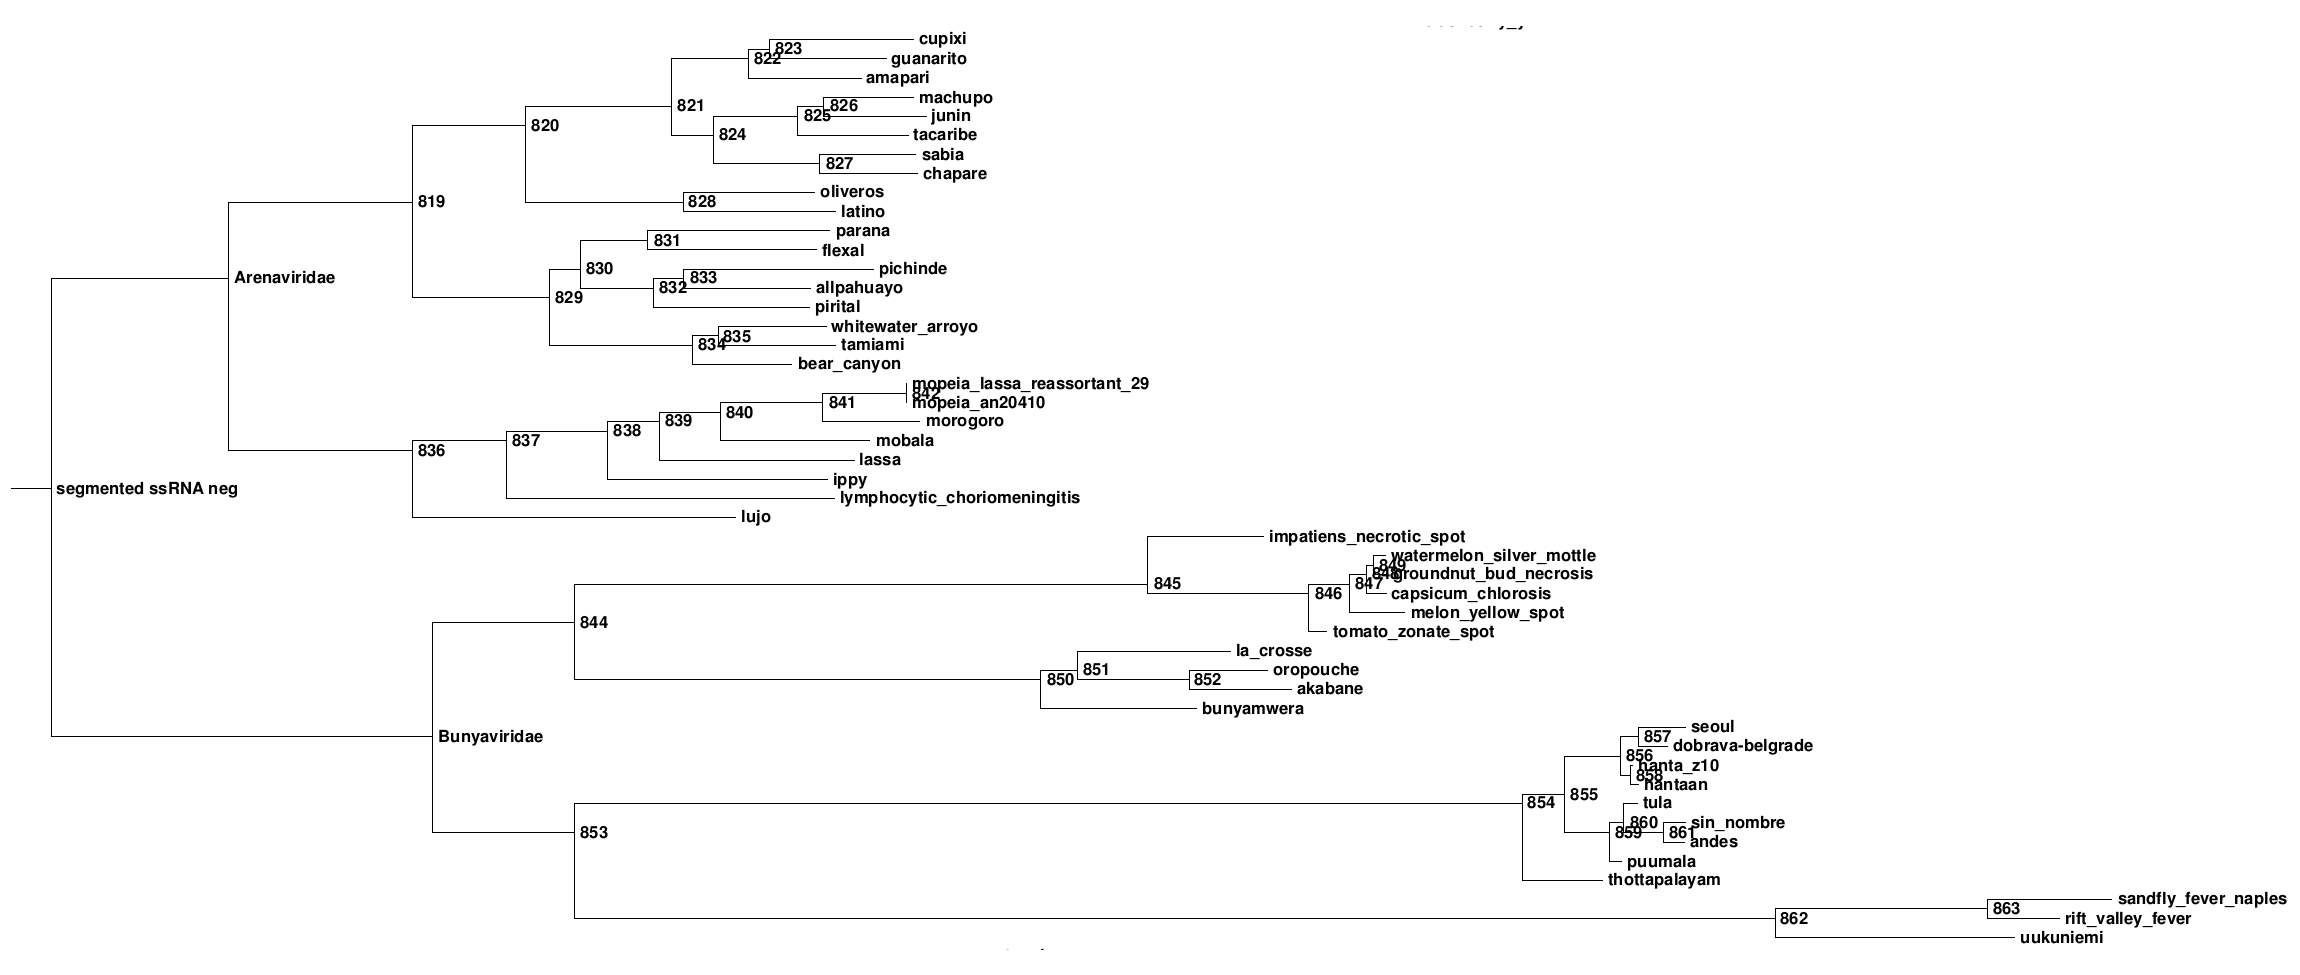 cupixi
823
822
guanarito
amapari
machupo
821
826
825
junin
820
824
tacaribe
sabia
827
chapare
oliveros
819
828
latino
parana
831
flexal
830
pichinde
Arenaviridae
833
832
allpahuayo
829
pirital
whitewater_arroyo
835
834
tamiami
bear_canyon
mopeia_lassa_reassortant_29
842
841
mopeia_an20410
840
839
morogoro
838
837
mobala
836
lassa
ippy
segmented ssRNA neg
lymphocytic_choriomeningitis
lujo
impatiens_necrotic_spot
watermelon_silver_mottle
849
848
groundnut_bud_necrosis
845
847
846
capsicum_chlorosis
melon_yellow_spot
844
tomato_zonate_spot
la_crosse
851
oropouche
850
852
akabane
bunyamwera
seoul
Bunyaviridae
857
dobrava-belgrade
856
hanta_z10
858
hantaan
855
854
tula
860
sin_nombre
853
859
861
andes
puumala
thottapalayam
sandfly_fever_naples
863
862
rift_valley_fever
uukuniemi